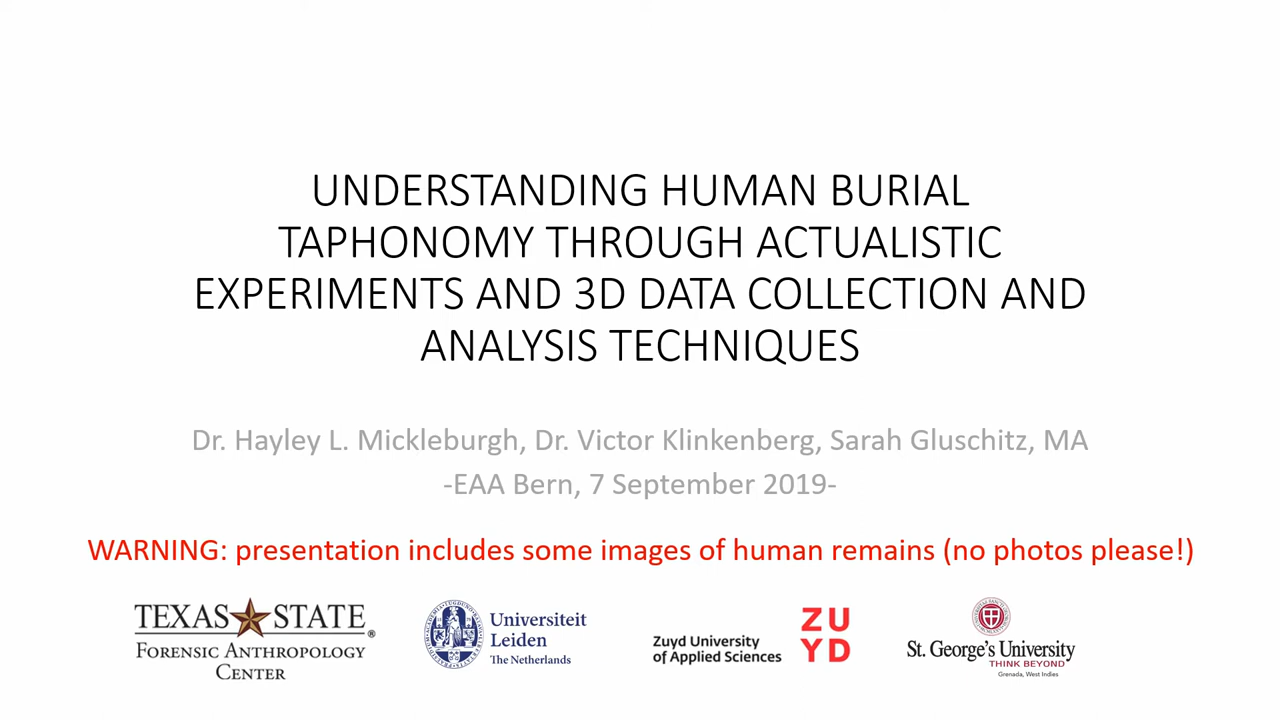 UNDERSTANDING HUMAN BURIAL
TAPHONOMY THROUGH ACTUALISTIC
EXPERIMENTS AND 3D DATA COLLECTION AND
ANALYSIS TECHNIQUES
Dr. Hayley L. Mickleburgh, Dr. Victor Klinkenberg, Sarah Gluschitz, MA
-EAA Bern, 7 September 2019-
WARNING: presentation includes some images of human remains (no photos please!)
TEXAS STATE®
FORENSIC ANTHROPOLOGY
CENTER
Universiteit
Leiden
The Netherlands
Zuyd University
of Applied Sciences
ZU
YD
St. George's University
THINK BEYOND
Grenada, West Indies